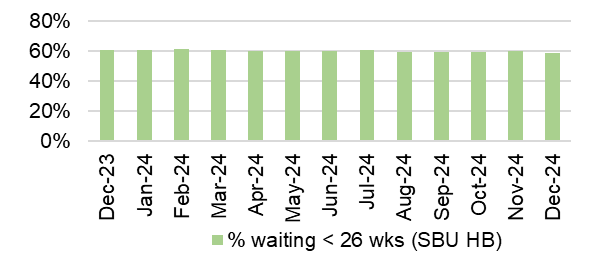 80%
60%
40%
20%
0%
Dec-23
Jan-24
Feb-24
Mar-24
Apr-24
May-24
Jun-24
Jul-24
Aug-24
Sep-24
Oct-24
Nov-24
Dec-24
% waiting < 26 wks (SBU HB)